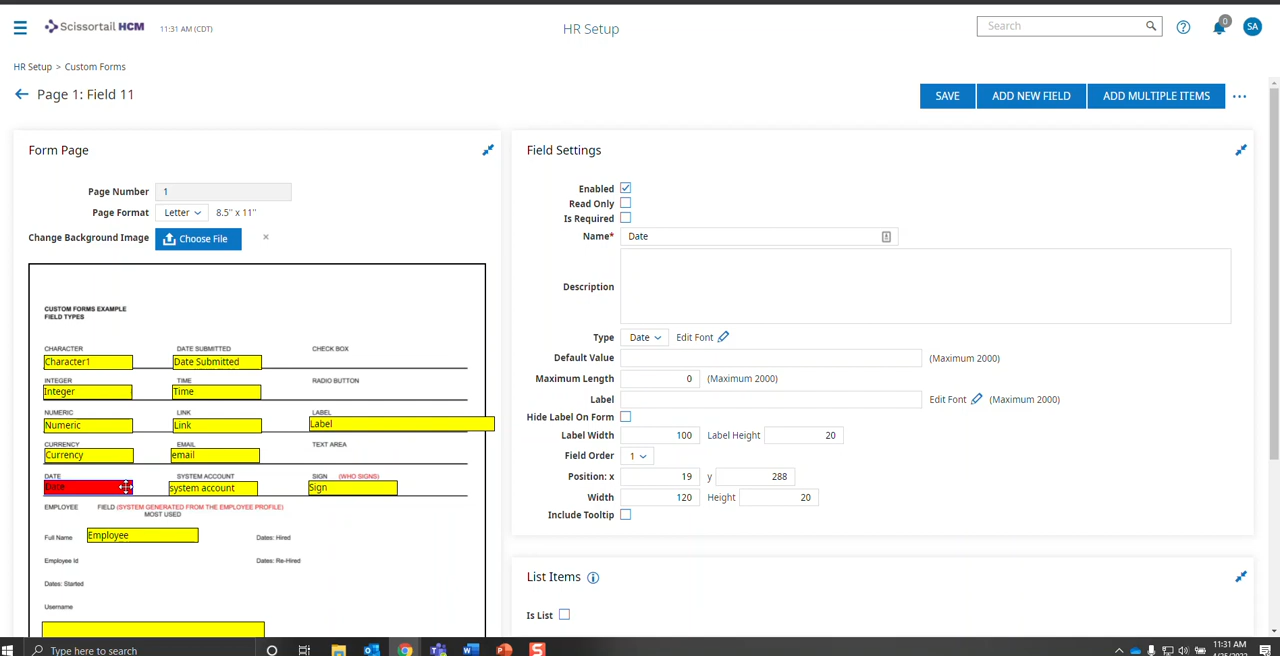 Scissortail HCM
11:31 AM (CDT)
HR Setup
Search
0
SA
HR Setup > Custom Forms
Page 1: Field 11
SAVE
ADD NEW FIELD
ADD MULTIPLE ITEMS
Form Page
Page Number 1
Page Format Letter 8.5" x 11"
Change Background Image Choose File
CUSTOM FORMS EXAMPLE
FIELD TYPES
CHARACTER DATE SUBMITTED CHECK BOX
Character1 Date Submitted
INTEGER TIME RADIO BUTTON
Integer Time
NUMERIC LINK LABEL
Numeric Link Label
CURRENCY EMAIL TEXT AREA
Currency email
DATE SYSTEM ACCOUNT SIGN (WHO SIGNS)
Date system account Sign
EMPLOYEE FIELD (SYSTEM GENERATED FROM THE EMPLOYEE PROFILE)
MOST USED
Full Name Employee Dates: Hired
Employee Id Dates: Re-Hired
Dates: Started
Username
Field Settings
Enabled
Read Only
Is Required
Name* Date
Description
Type Date Edit Font
Default Value (Maximum 2000)
Maximum Length 0 (Maximum 2000)
Label Edit Font (Maximum 2000)
Hide Label On Form
Label Width 100 Label Height 20
Field Order 1
Position: x 19 y 288
Width 120 Height 20
Include Tooltip
List Items
Is List
Type here to search
11:31 AM